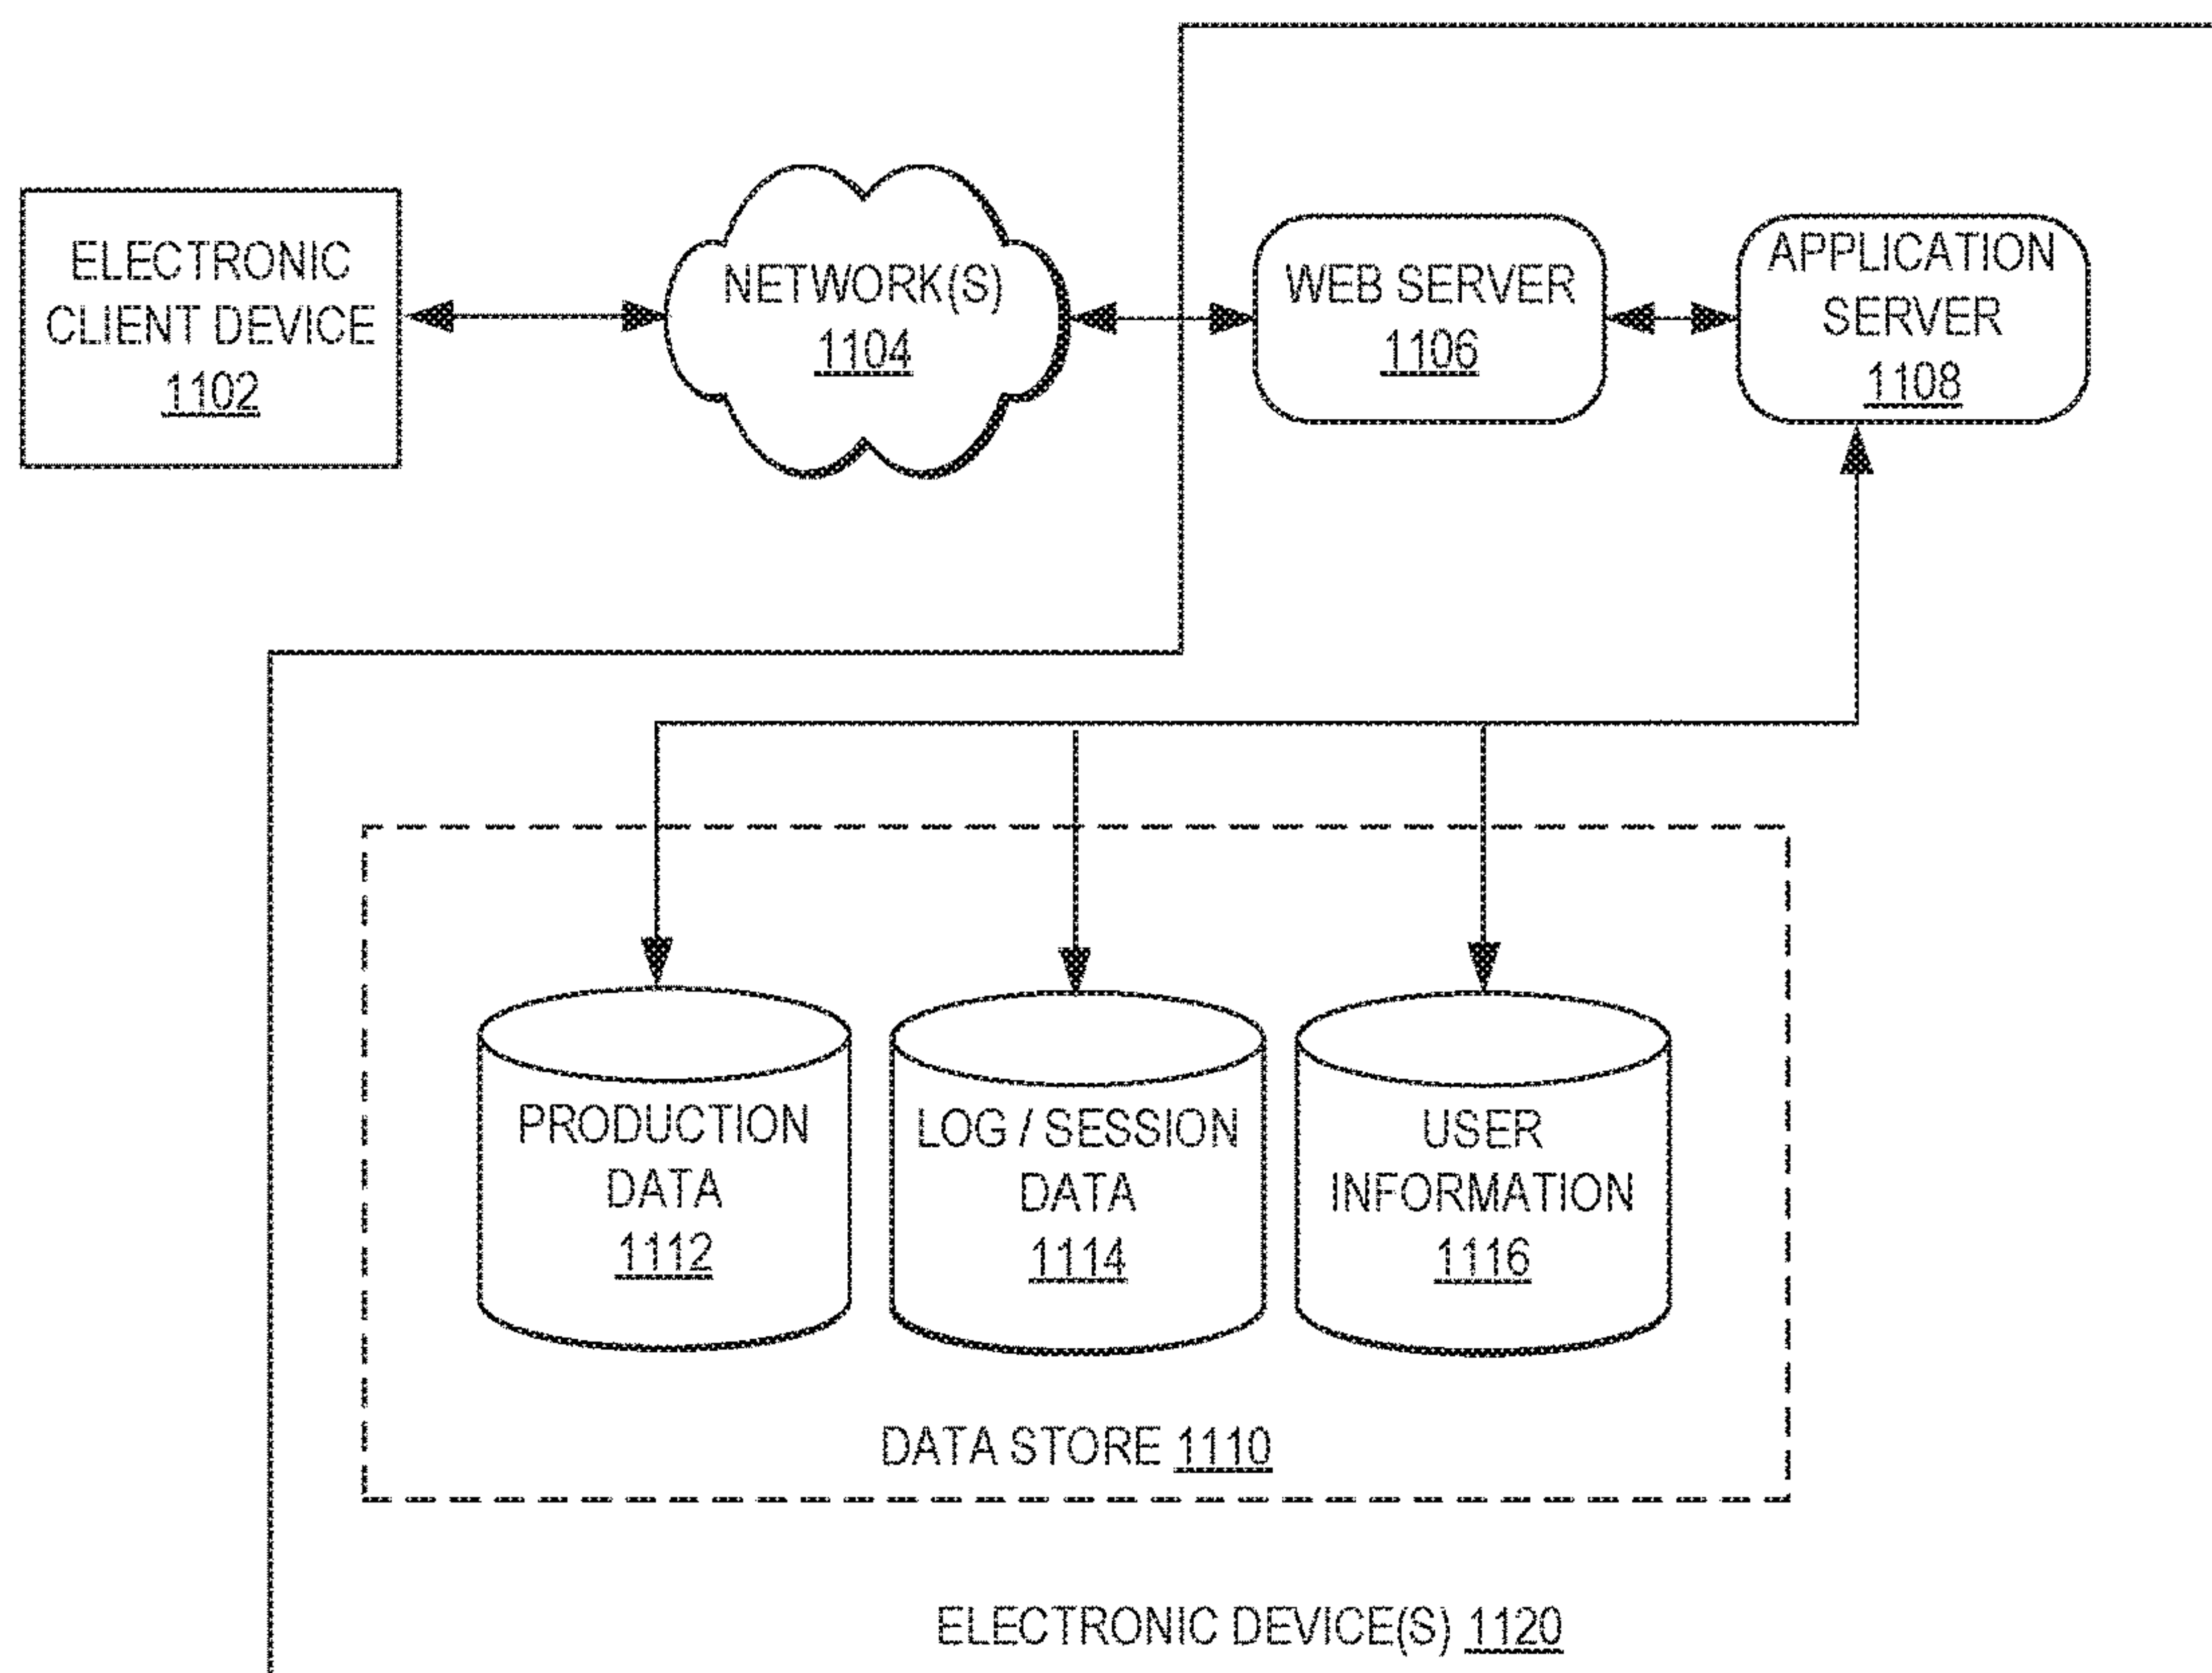 ELECTRONIC
CLIENT DEVICE
1102
NETWORK(S)
1104
WEB SERVER
1106
APPLICATION
SERVER
1108
PRODUCTION
DATA
1112
LOG / SESSION
DATA
1114
USER
INFORMATION
1116
DATA STORE 1110
ELECTRONIC DEVICE(S) 1120